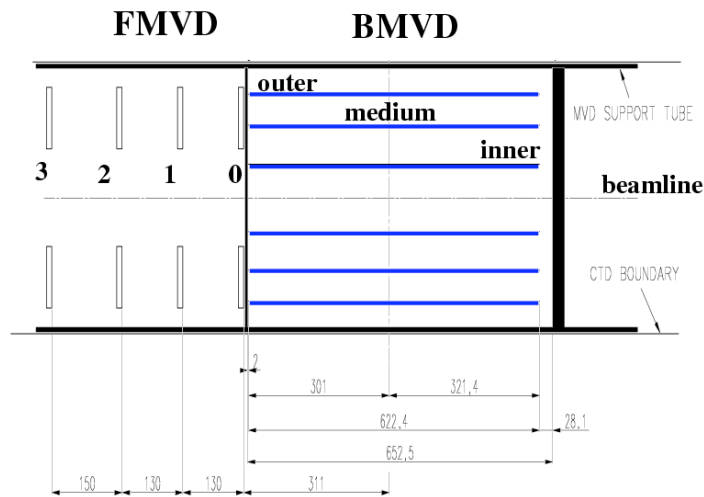 FMVD BMVD
outer
medium
MVD SUPPORT TUBE
inner
3 2 1 0
beamline
CTD BOUNDARY
2
301 321,4
622,4 28,1
652,5
150 130 130 311